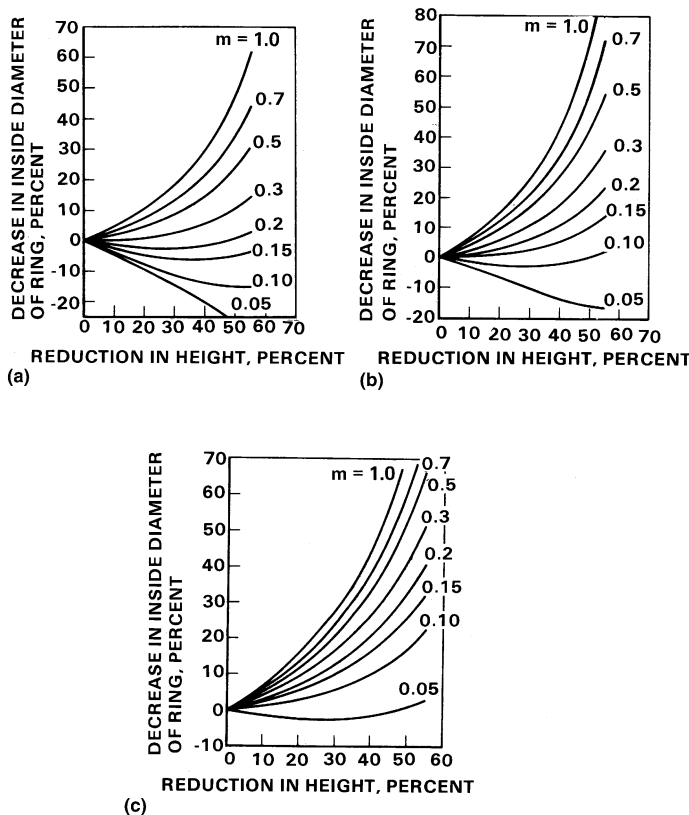 (a)
DECREASE IN INSIDE DIAMETER
OF RING, PERCENT
70
60
50
40
30
20
10
0
-10
-20
m = 1.0
0.7
0.5
0.3
0.2
0.15
0.10
0.05
0 10 20 30 40 50 60 70
REDUCTION IN HEIGHT, PERCENT
(b)
DECREASE IN INSIDE DIAMETER
OF RING, PERCENT
80
70
60
50
40
30
20
10
0
-10
-20
m = 1.0
0.7
0.5
0.3
0.2
0.15
0.10
0.05
0 10 20 30 40 50 60 70
REDUCTION IN HEIGHT, PERCENT
(c)
DECREASE IN INSIDE DIAMETER
OF RING, PERCENT
70
60
50
40
30
20
10
0
-10
m = 1.0
0.7
0.5
0.3
0.2
0.15
0.10
0.05
0 10 20 30 40 50 60
REDUCTION IN HEIGHT, PERCENT